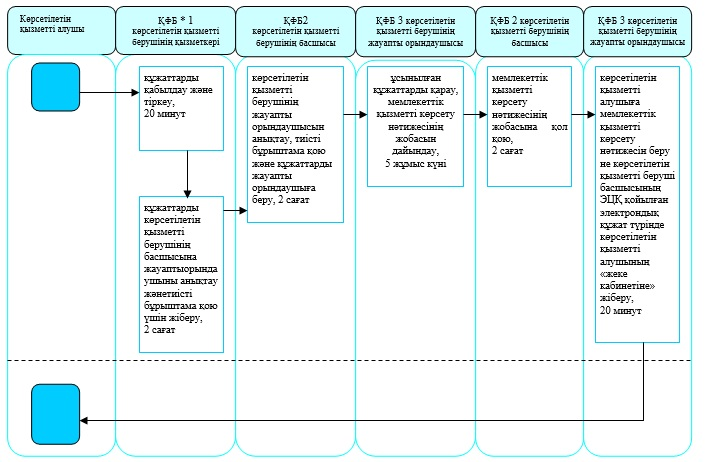 Көрсетілетін
қызметті алушы
ҚФБ * 1
көрсетілетін қызметті
берушінің қызметкері
ҚФБ2
көрсетілетін қызметті
берушінің басшысы
ҚФБ 3 көрсетілетін
қызметті берушінің
жауапты орындаушысы
ҚФБ 2 көрсетілетін
қызметті берушінің
басшысы
ҚФБ 3 көрсетілетін
қызметті берушінің
жауапты орындаушысы
құжаттарды
қабылдау және
тіркеу,
20 минут
құжаттарды
көрсетілетін
қызметті
берушінің
басшысына
жауаптыорында
ушыны анықтау
жәнетиісті
бұрыштама қою
үшін жіберу,
2 сағат
көрсетілетін
қызметті
берушінің
жауапты
орындаушысын
анықтау, тиісті
бұрыштама қою
және құжаттарды
жауапты
орындаушыға
беру, 2 сағат
ұсынылған
құжаттарды қарау,
мемлекеттік
қызметті көрсету
нәтижесінің
жобасын
дайындау,
5 жұмыс күні
мемлекеттік
қызметті
көрсету
нәтижесінің
жобасына қол
қою,
2 сағат
көрсетілетін
қызметті
алушыға
мемлекеттік
қызметті
көрсету
нәтижесін беру
не көрсетілетін
қызметті беруші
басшысының
ЭЦҚ қойылған
электрондық
құжат түрінде
көрсетілетін
қызметті
алушының
«жеке
кабинетіне»
жіберу,
20 минут